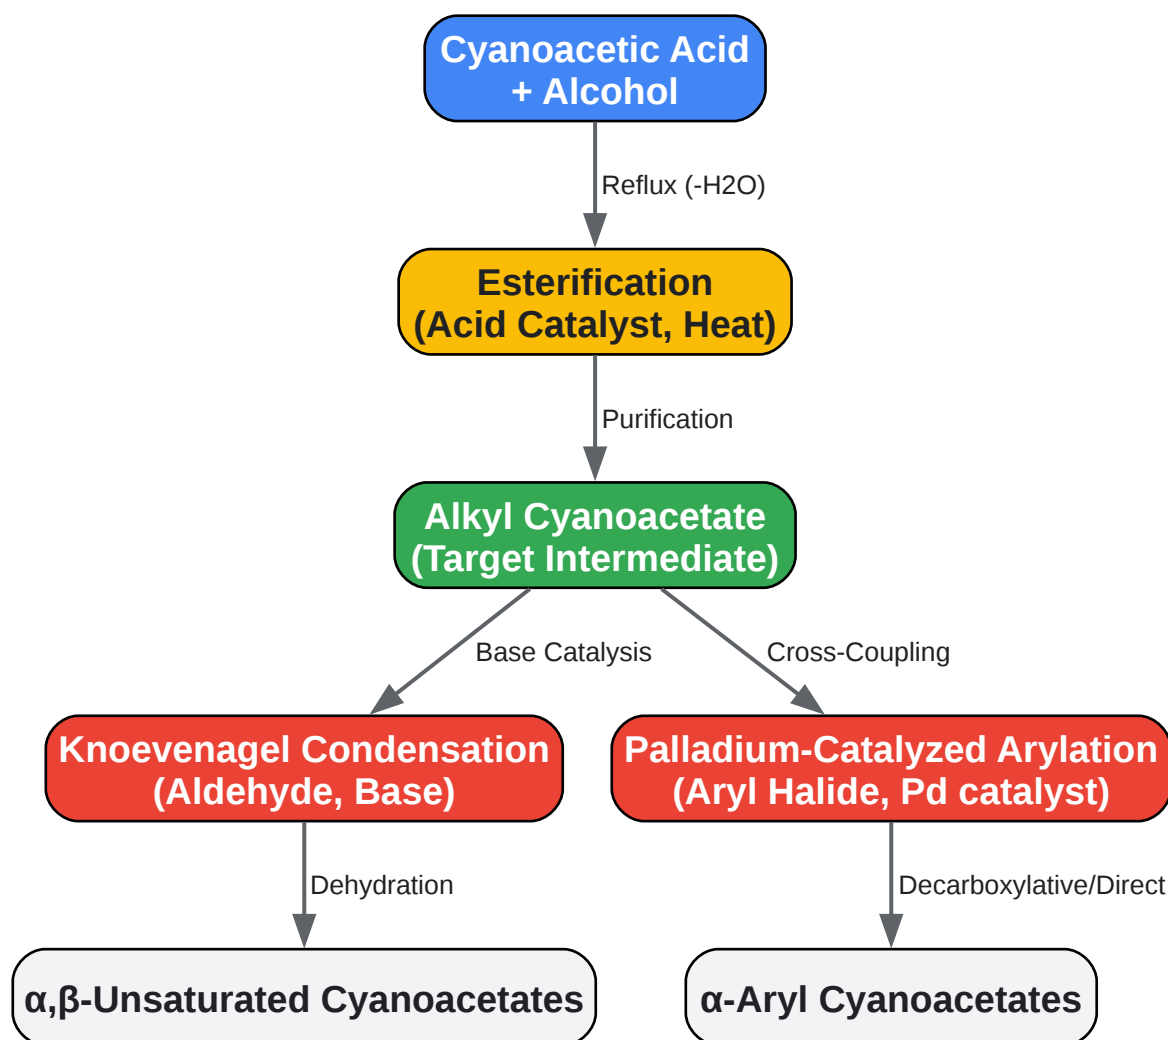 Cyanoacetic Acid
+ Alcohol
Reflux (-H2O)
Esterification
(Acid Catalyst, Heat)
Purification
Alkyl Cyanoacetate
(Target Intermediate)
Base Catalysis
Cross-Coupling
Knoevenagel Condensation
(Aldehyde, Base)
Palladium-Catalyzed Arylation
(Aryl Halide, Pd catalyst)
Dehydration
Decarboxylative/Direct
α,β-Unsaturated Cyanoacetates
α-Aryl Cyanoacetates